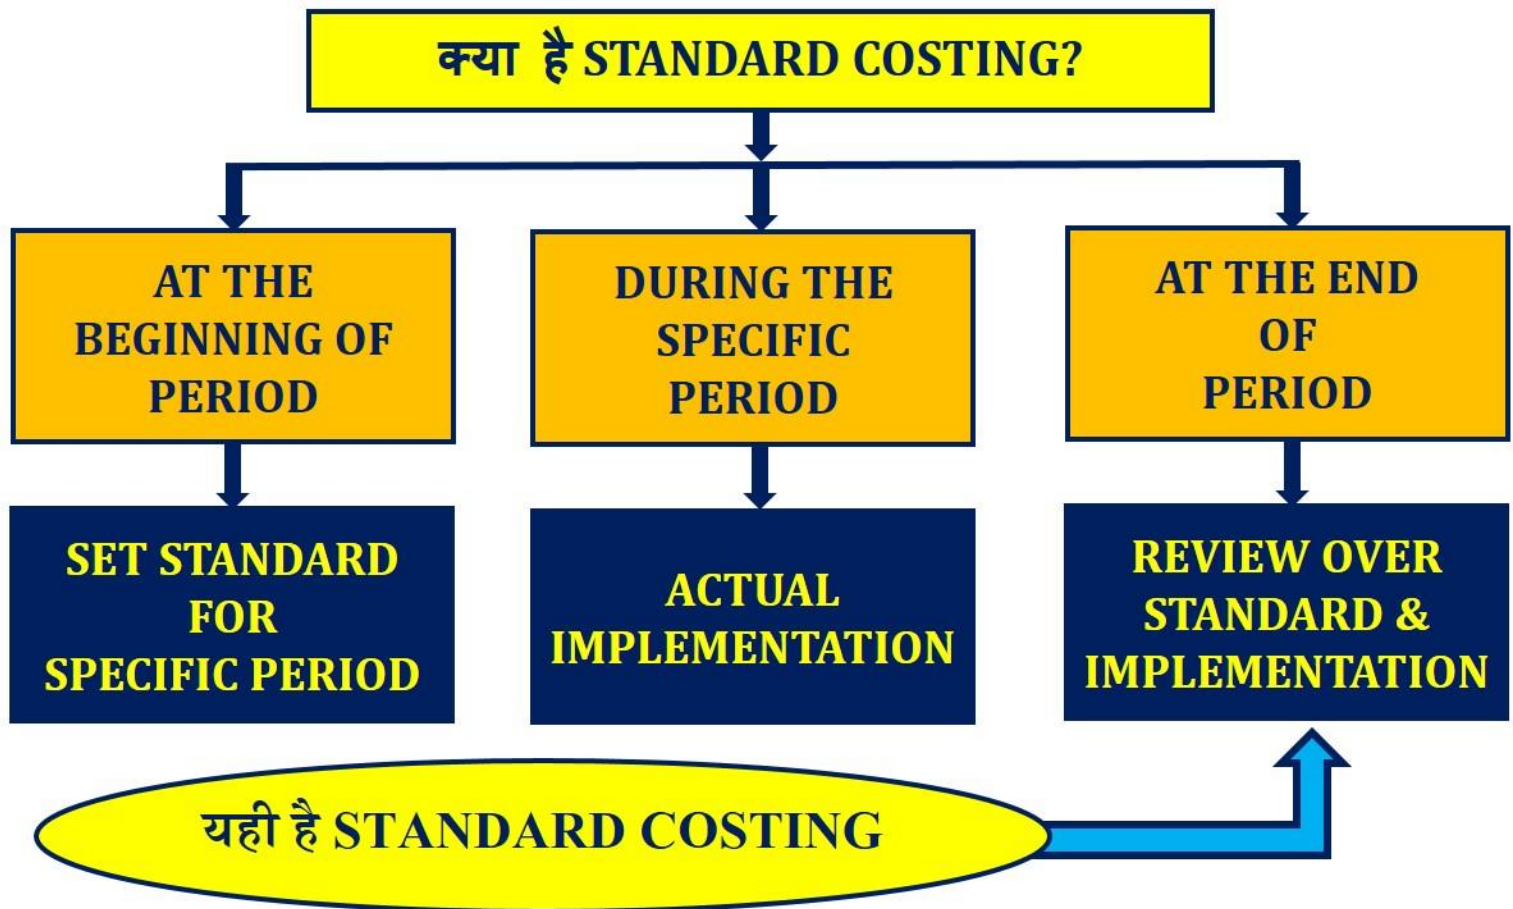 क्या है STANDARD COSTING?
AT THE
BEGINNING OF
PERIOD
DURING THE
SPECIFIC
PERIOD
AT THE END
OF
PERIOD
SET STANDARD
FOR
SPECIFIC PERIOD
ACTUAL
IMPLEMENTATION
REVIEW OVER
STANDARD &
IMPLEMENTATION
यही है STANDARD COSTING